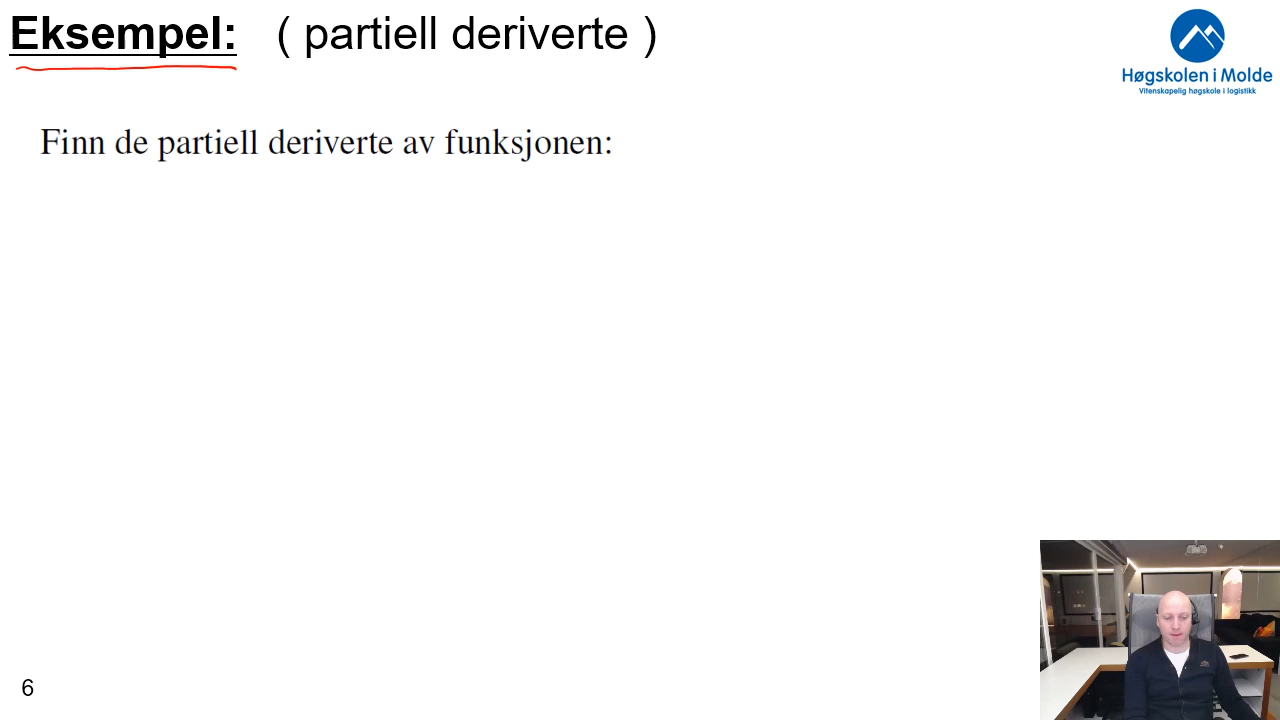 Eksempel: ( partiell deriverte )
Høgskolen i Molde
Vitenskapelig høgskole i logistikk
Finn de partiell deriverte av funksjonen:
6